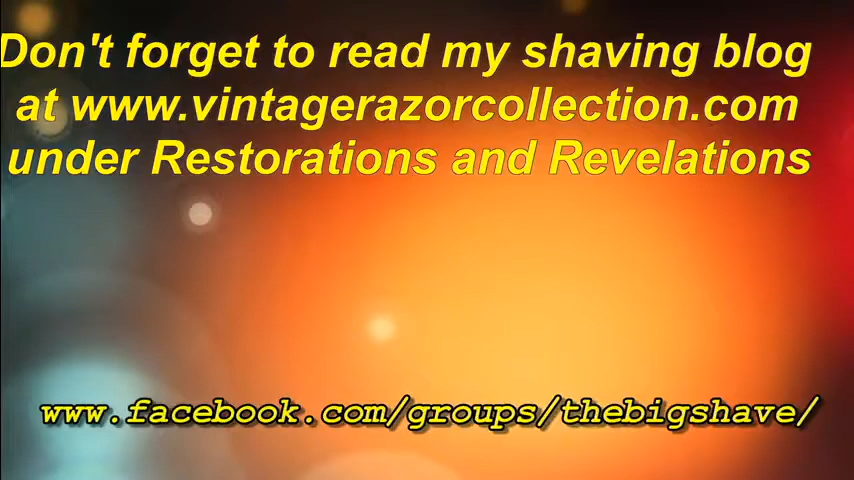 Don't forget to read my shaving blog
at www.vintagerazorcollection.com
under Restorations and Revelations
www.facebook.com/groups/thebigshave/